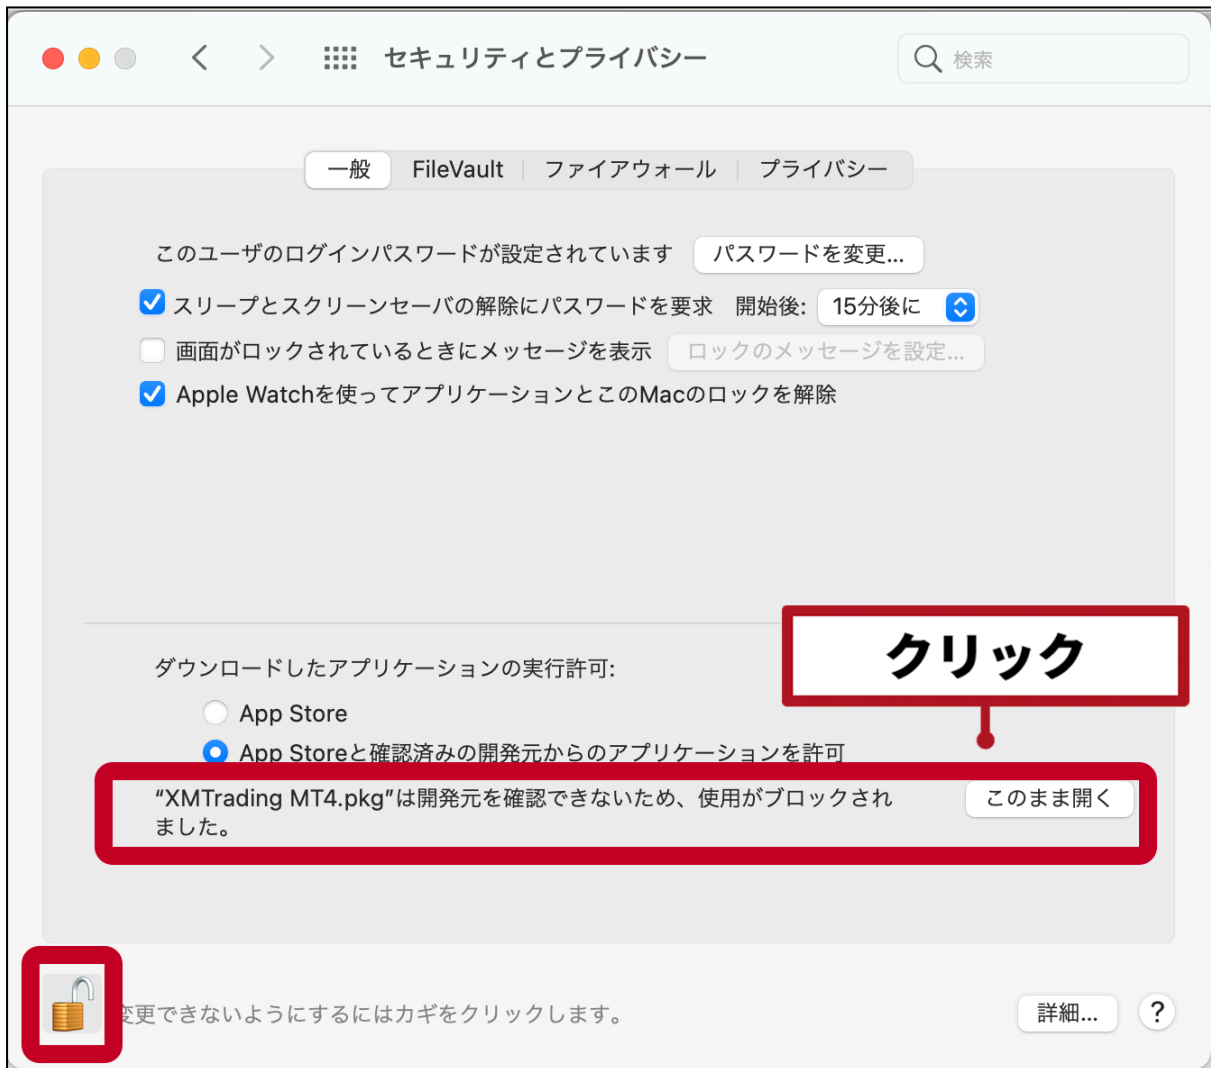 セキュリティとプライバシー
検索
一般 FileVault ファイアウォール プライバシー
このユーザのログインパスワードが設定されています パスワードを変更...
スリープとスクリーンセーバの解除にパスワードを要求 開始後: 15分後に
画面がロックされているときにメッセージを表示 ロックのメッセージを設定...
Apple Watchを使ってアプリケーションとこのMacのロックを解除
クリック
ダウンロードしたアプリケーションの実行許可:
App Store
App Storeと確認済みの開発元からのアプリケーションを許可
“XMTrading MT4.pkg”は開発元を確認できないため、使用がブロックされ
ました。
このまま開く
変更できないようにするにはカギをクリックします。
詳細... ?